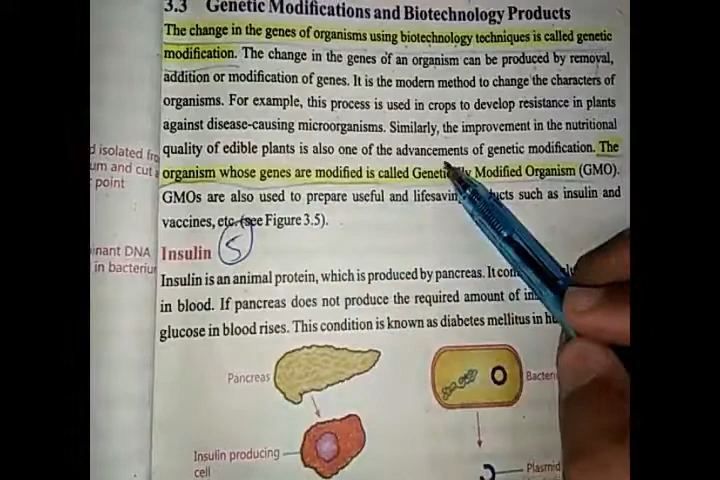 3.3 Genetic Modifications and Biotechnology Products
The change in the genes of organisms using biotechnology techniques is called genetic
modification. The change in the genes of an organism can be produced by removal,
addition or modification of genes. It is the modern method to change the characters of
organisms. For example, this process is used in crops to develop resistance in plants
against disease-causing microorganisms. Similarly, the improvement in the nutritional
quality of edible plants is also one of the advancements of genetic modification. The
organism whose genes are modified is called Genetically Modified Organism (GMO).
GMOs are also used to prepare useful and lifesaving products such as insulin and
vaccines, etc. (see Figure 3.5).
5
d isolated
um and cut
point
inant DNA
in bacterium
Insulin
Insulin is an animal protein, which is produced by pancreas. It
in blood. If pancreas does not produce the required amount of
glucose in blood rises. This condition is known as diabetes mellitus in
Pancreas
Insulin producing
cell
Plasmid